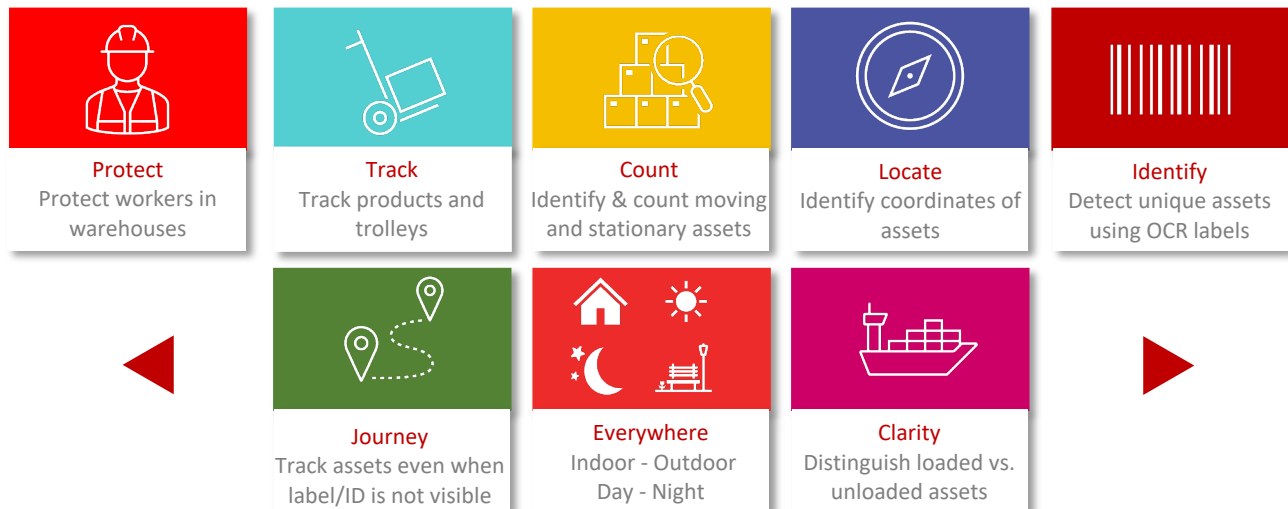 Protect
Protect workers in
warehouses
Track
Track products and
trolleys
Count
Identify & count moving
and stationary assets
Locate
Identify coordinates of
assets
Identify
Detect unique assets
using OCR labels
Journey
Track assets even when
label/ID is not visible
Everywhere
Indoor - Outdoor
Day - Night
Clarity
Distinguish loaded vs.
unloaded assets